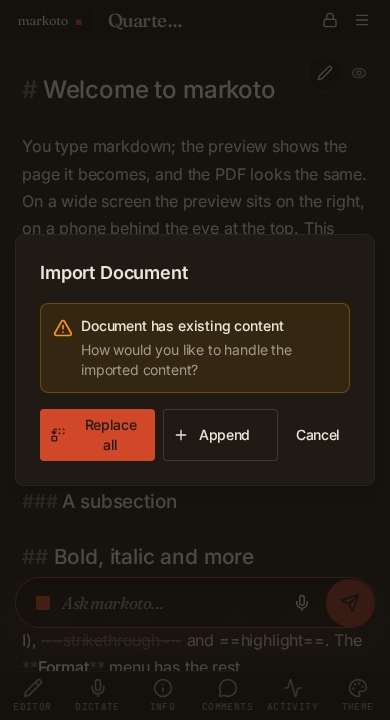 markoto
Quarte...
# Welcome to markoto
You type markdown; the preview shows the
page it becomes, and the PDF looks the same.
On a wide screen the preview sits on the right,
on a phone behind the eye at the top. This
Import Document
Document has existing content
How would you like to handle the
imported content?
Replace
all
Append
Cancel
### A subsection
## Bold, italic and more
Ask markoto...
I), ~~strikethrough~~ and ==highlight==. The
**Format** menu has the rest.
EDITOR
DICTATE
INFO
COMMENTS
ACTIVITY
THEME